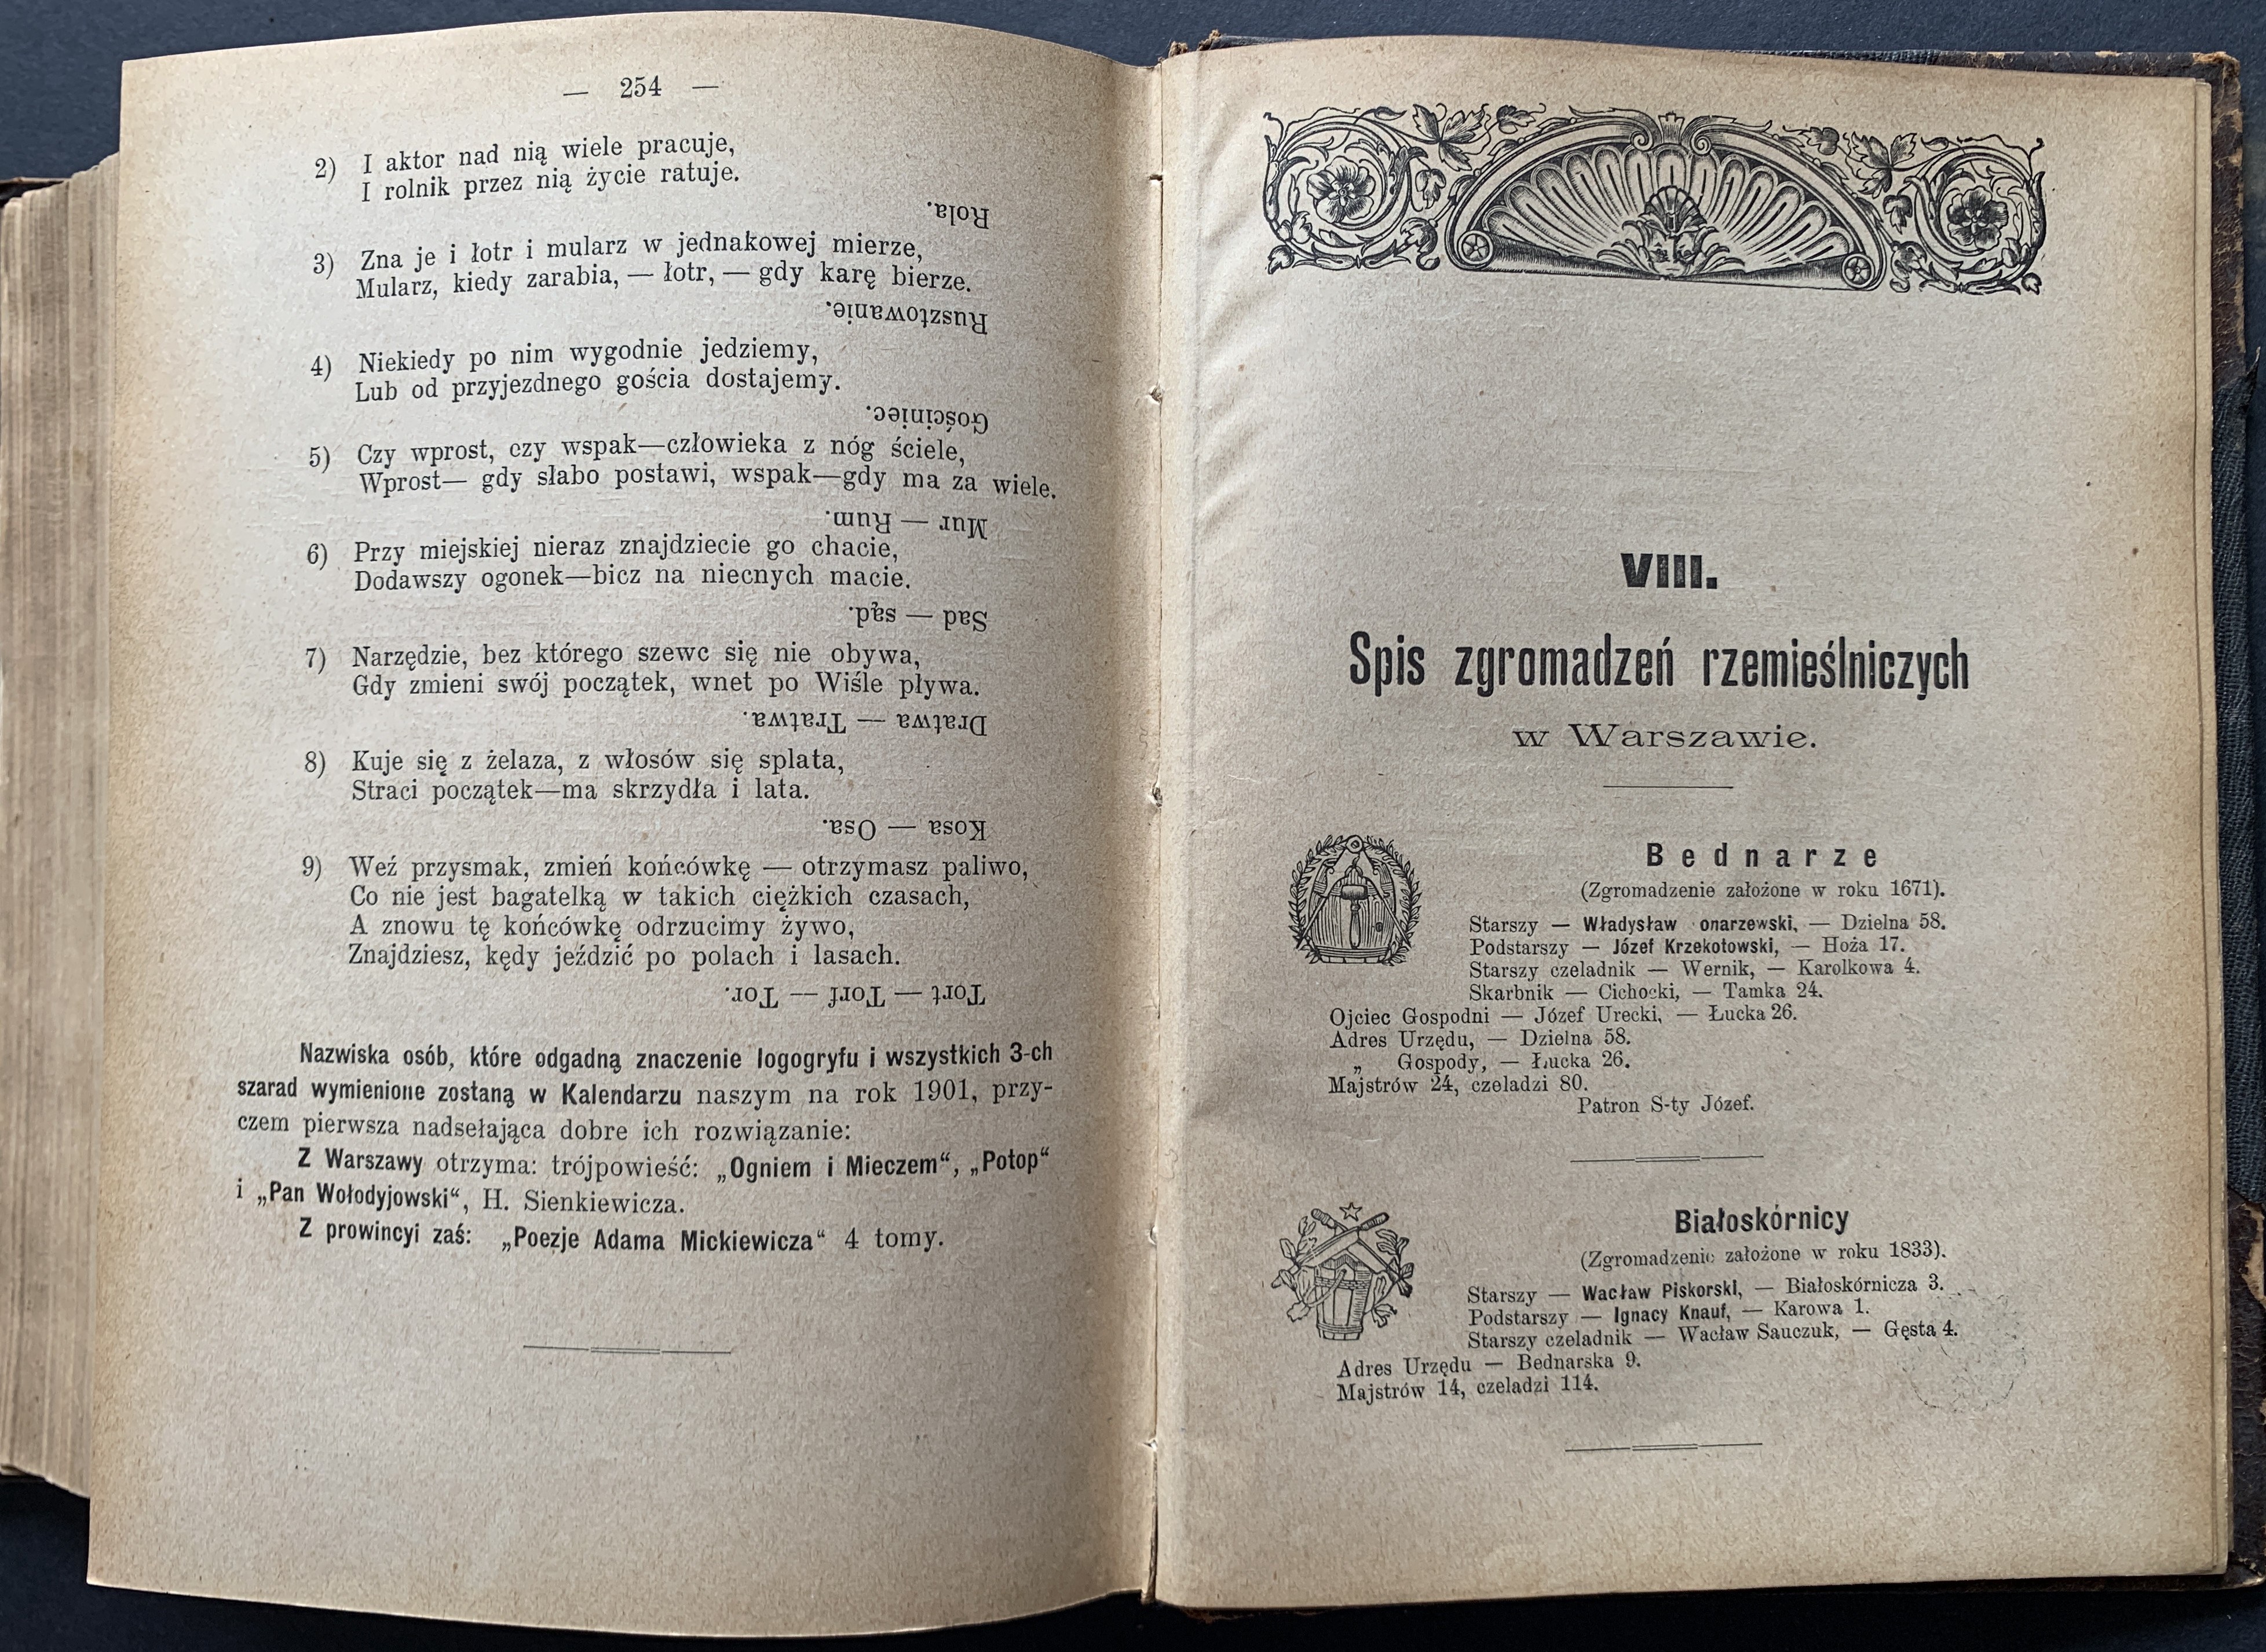 — 254 —
2) I aktor nad nią wiele pracuje,
I rolnik przez nią życie ratuje.
Rola.
3) Zna je i łotr i mularz w jednakowej mierze,
Mularz, kiedy zarabia, — łotr, — gdy karę bierze.
Rusztowanie.
4) Niekiedy po nim wygodnie jedziemy,
Lub od przyjezdnego gościa dostajemy.
Gościniec.
5) Czy wprost, czy wspak—człowieka z nóg ściele,
Wprost— gdy słabo postawi, wspak—gdy ma za wiele.
Mur — Rum.
6) Przy miejskiej nieraz znajdziecie go chacie,
Dodawszy ogonek—bicz na niecnych macie.
Sad — sąd.
7) Narzędzie, bez którego szewc się nie obywa,
Gdy zmieni swój początek, wnet po Wiśle pływa.
Dratwa — Tratwa.
8) Kuje się z żelaza, z włosów się splata,
Straci początek—ma skrzydła i lata.
Kosa — Osa.
9) Weź przysmak, zmień końcówkę — otrzymasz paliwo,
Co nie jest bagatelką w takich ciężkich czasach,
A znowu tę końcówkę odrzucimy żywo,
Znajdziesz, kędy jeździć po polach i lasach.
Tort — Torf — Tor.
Nazwiska osób, które odgadną znaczenie logogryfu i wszystkich 3-ch
szarad wymienione zostaną w Kalendarzu naszym na rok 1901, przy-
czem pierwsza nadsełająca dobre ich rozwiązanie:
Z Warszawy otrzyma: trójpowieść: „Ogniem i Mieczem“, „Potop“
i „Pan Wołodyjowski“, H. Sienkiewicza.
Z prowincyi zaś: „Poezje Adama Mickiewicza“ 4 tomy.
VIII.
Spis zgromadzeń rzemieślniczych
w Warszawie.
Bednarze
(Zgromadzenie założone w roku 1671).
Starszy — Władysław onarzewski, — Dzielna 58.
Podstarszy — Józef Krzekotowski, — Hoża 17.
Starszy czeladnik — Wernik, — Karolkowa 4.
Skarbnik — Cichocki, — Tamka 24.
Ojciec Gospodni — Józef Urecki, — Łucka 26.
Adres Urzędu, — Dzielna 58.
„ Gospody, — Łucka 26.
Majstrów 24, czeladzi 80.
Patron S-ty Józef.
Białoskórnicy
(Zgromadzenie założone w roku 1833).
Starszy — Wacław Piskorski, — Białoskórnicza 3.
Podstarszy — Ignacy Knauf, — Karowa 1.
Starszy czeladnik — Wacław Sauczuk, — Gęsta 4.
Adres Urzędu — Bednarska 9.
Majstrów 14, czeladzi 114.